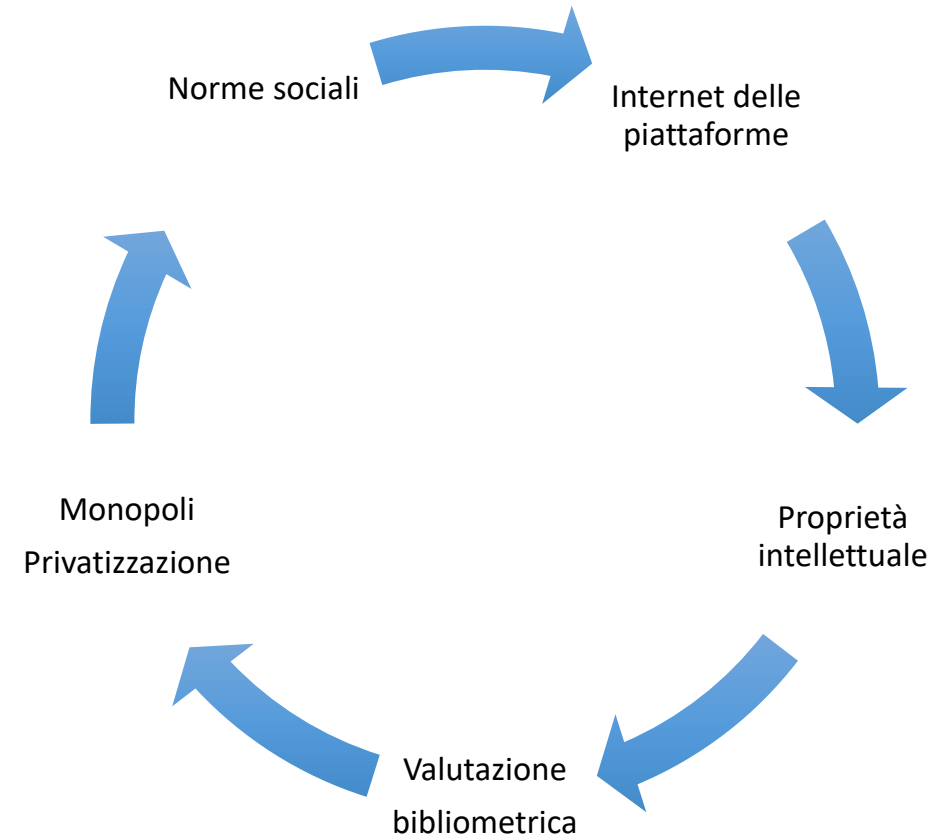 Norme sociali
Internet delle
piattaforme
Proprietà
intellettuale
Valutazione
bibliometrica
Monopoli
Privatizzazione